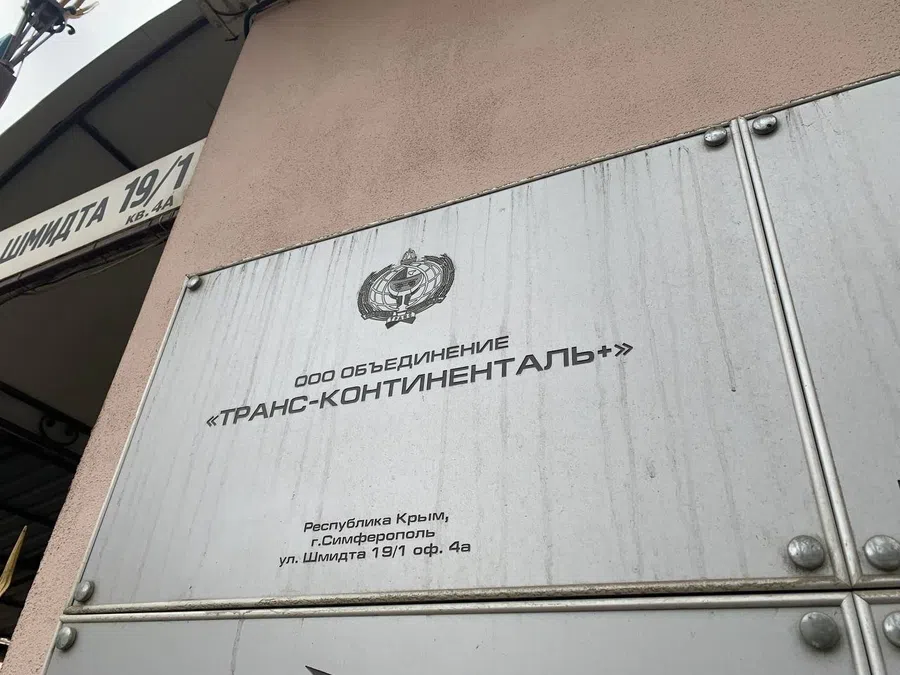 ШМИДТА 19/1
КВ. 4А
ООО ОБЪЕДИНЕНИЕ
«ТРАНС-КОНТИНЕНТАЛЬ+»
Республика Крым,
г.Симферополь
ул. Шмидта 19/1 оф. 4а